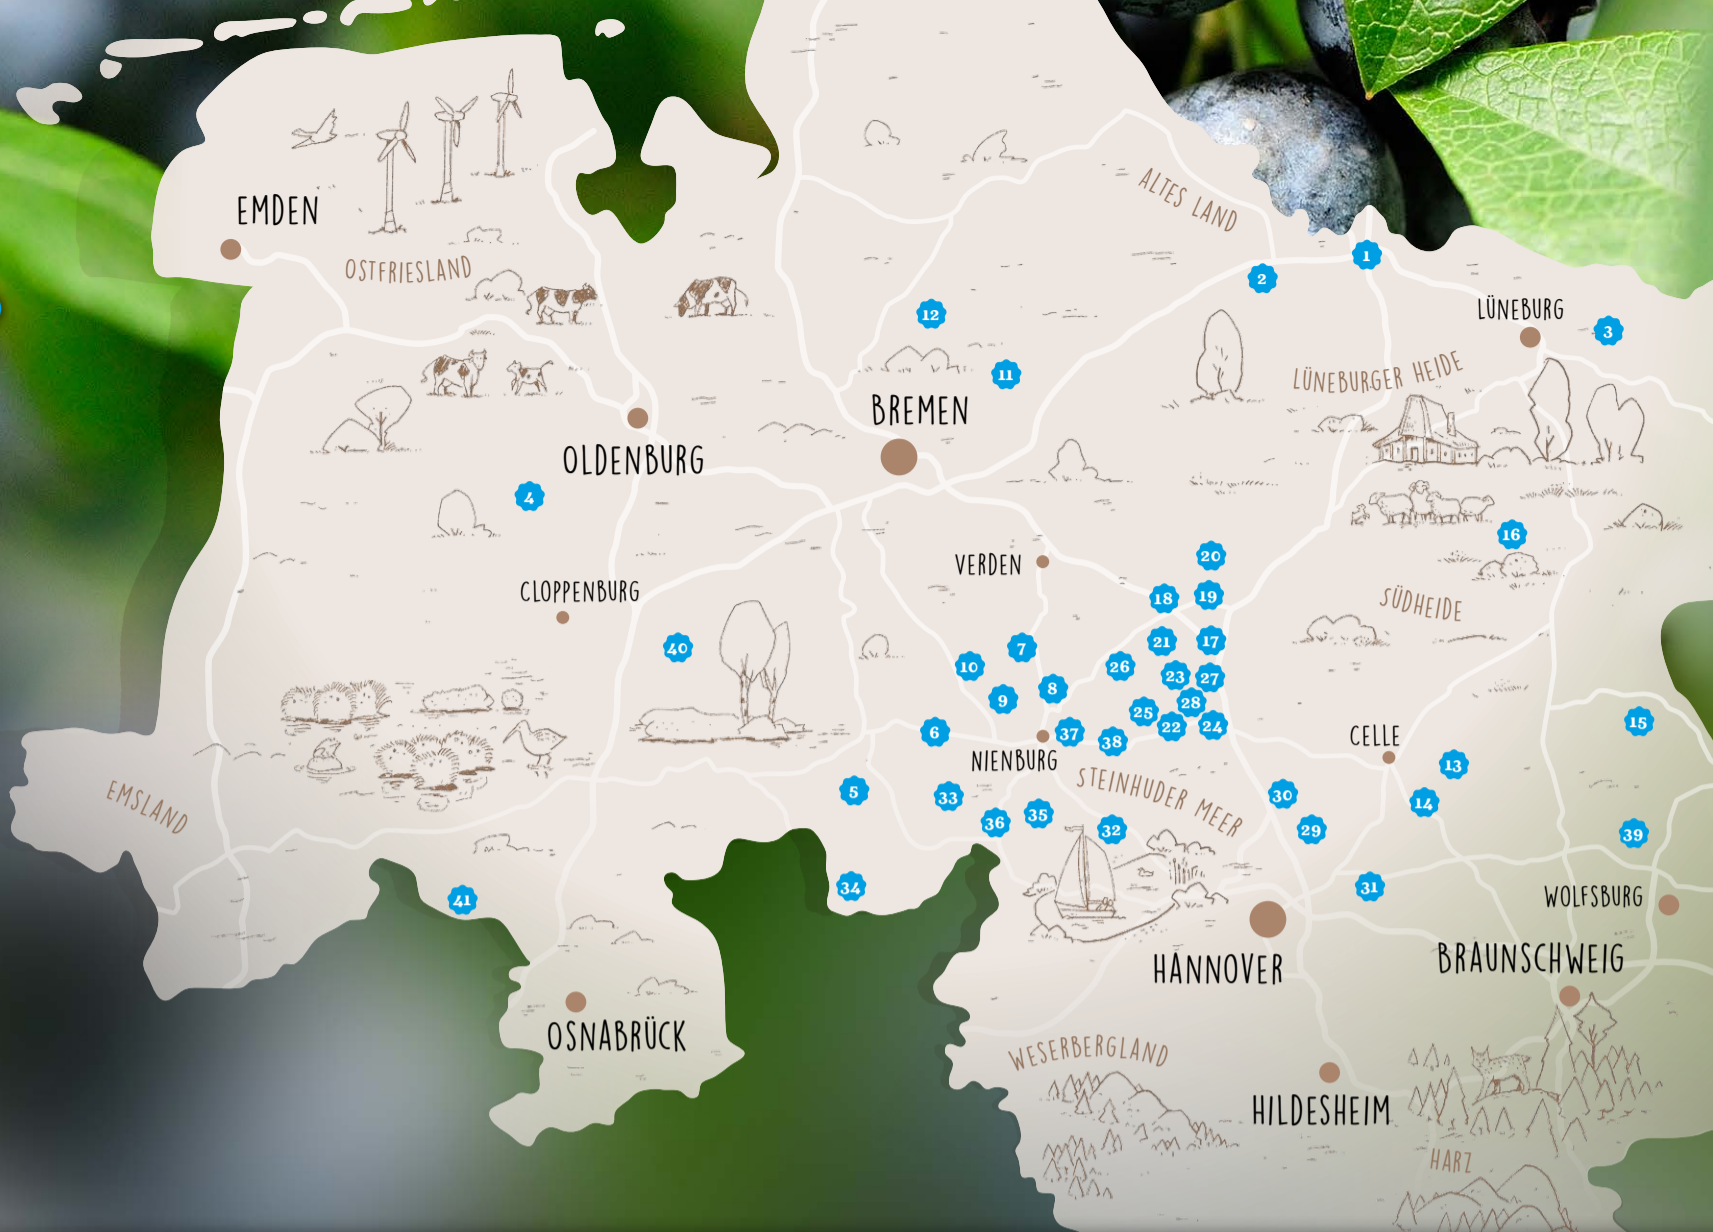 EMDEN
OSTFRIESLAND
ALTES LAND
1
2
LÜNEBURG
3
12
11
LÜNEBURGER HEIDE
BREMEN
OLDENBURG
4
16
VERDEN
20
CLOPPENBURG
18
19
SÜDHEIDE
40
7
21
17
10
26
23
27
9
8
28
25
22
24
6
37
38
15
NIENBURG
CELLE
STEINHUDER MEER
13
5
33
30
14
EMSLAND
36
35
32
29
39
34
31
41
WOLFSBURG
HANNOVER
BRAUNSCHWEIG
OSNABRÜCK
WESERBERGLAND
HILDESHEIM
HARZ